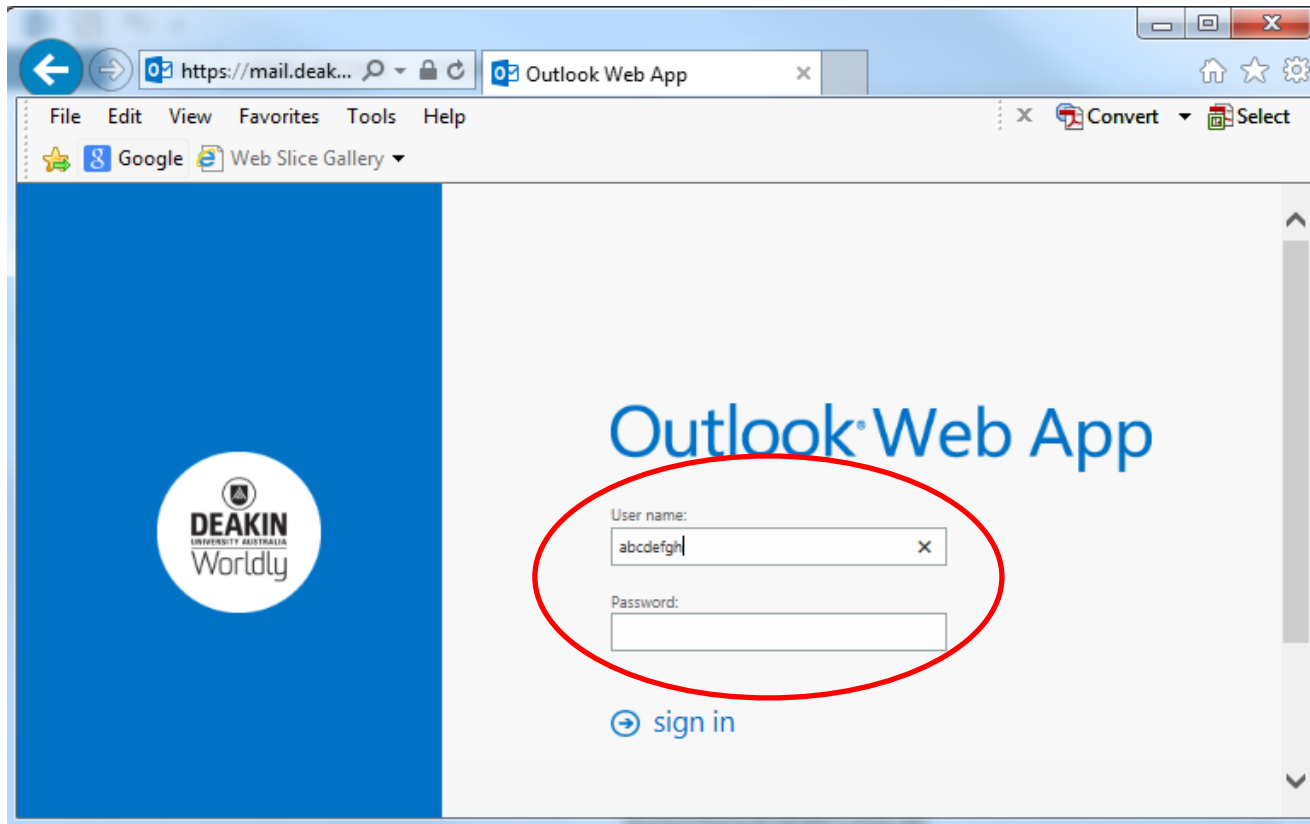 https://mail.deak...
Outlook Web App
File Edit View Favorites Tools Help
Convert Select
Google Web Slice Gallery
Outlook® Web App
DEAKIN
UNIVERSITY AUSTRALIA
Worldly
User name:
abcdefgh
Password:
sign in